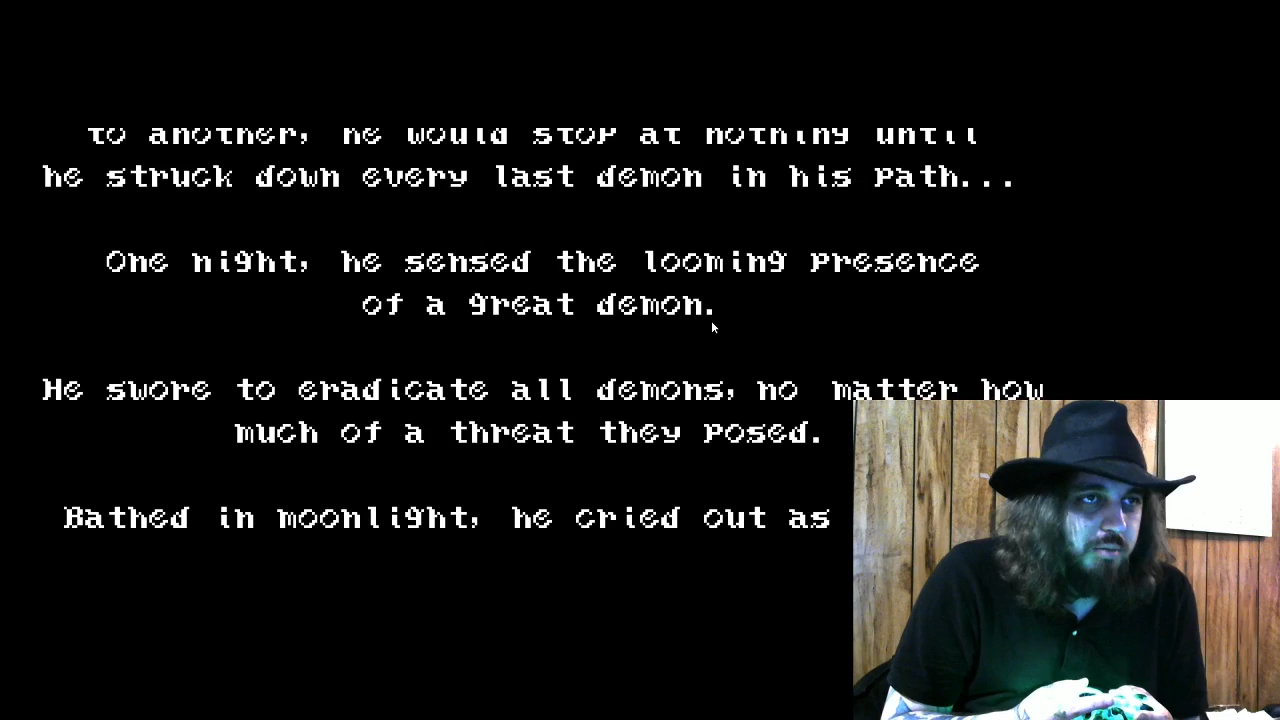 to another, he would stop at nothing until
he struck down every last demon in his path...
One night, he sensed the looming presence
of a great demon.
He swore to eradicate all demons, no matter how
much of a threat they posed.
Bathed in moonlight, he cried out as